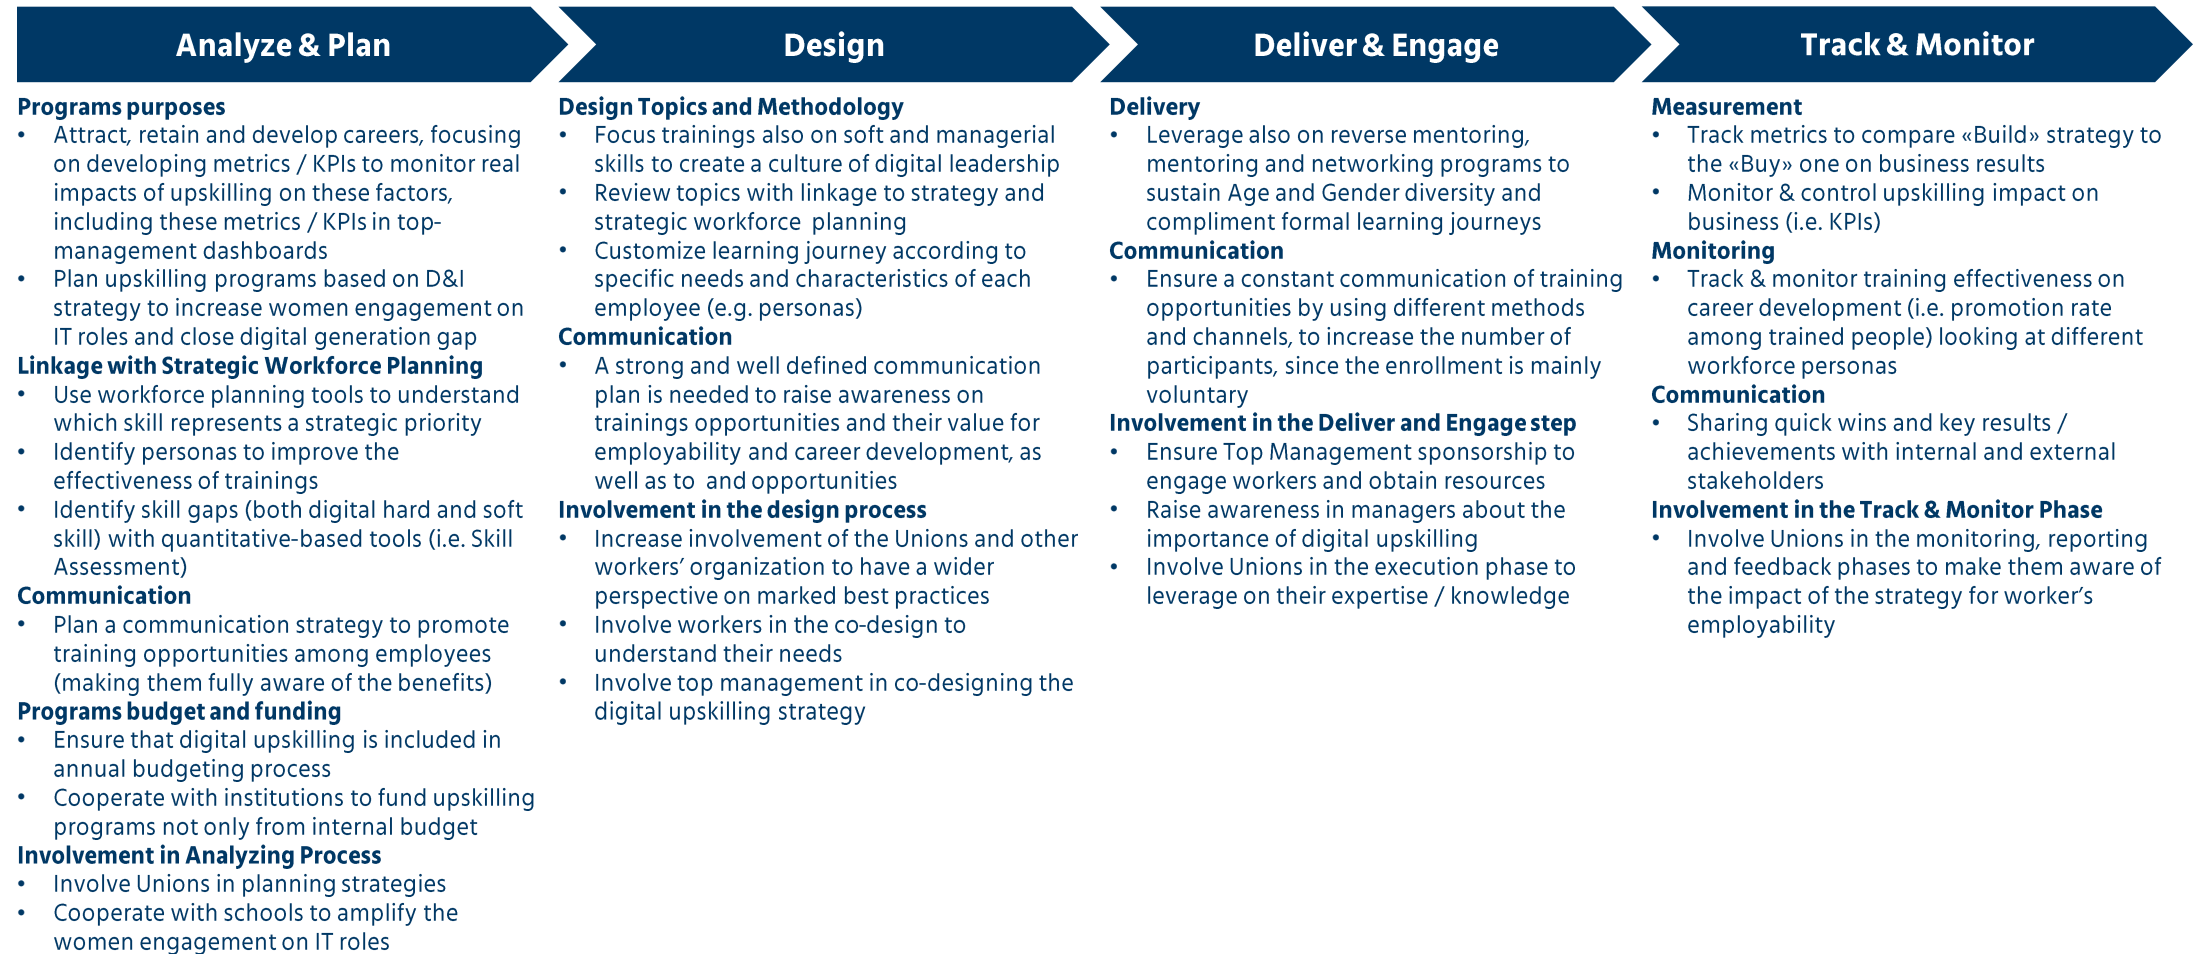 Analyze & Plan
Programs purposes
• Attract, retain and develop careers, focusing
on developing metrics / KPIs to monitor real
impacts of upskilling on these factors,
including these metrics / KPIs in top-
management dashboards
• Plan upskilling programs based on D&I
strategy to increase women engagement on
IT roles and close digital generation gap
Linkage with Strategic Workforce Planning
• Use workforce planning tools to understand
which skill represents a strategic priority
• Identify personas to improve the
effectiveness of trainings
• Identify skill gaps (both digital hard and soft
skill) with quantitative-based tools (i.e. Skill
Assessment)
Communication
• Plan a communication strategy to promote
training opportunities among employees
(making them fully aware of the benefits)
Programs budget and funding
• Ensure that digital upskilling is included in
annual budgeting process
• Cooperate with institutions to fund upskilling
programs not only from internal budget
Involvement in Analyzing Process
• Involve Unions in planning strategies
• Cooperate with schools to amplify the
women engagement on IT roles
Design
Design Topics and Methodology
• Focus trainings also on soft and managerial
skills to create a culture of digital leadership
• Review topics with linkage to strategy and
strategic workforce planning
• Customize learning journey according to
specific needs and characteristics of each
employee (e.g. personas)
Communication
• A strong and well defined communication
plan is needed to raise awareness on
trainings opportunities and their value for
employability and career development, as
well as to and opportunities
Involvement in the design process
• Increase involvement of the Unions and other
workers’ organization to have a wider
perspective on marked best practices
• Involve workers in the co-design to
understand their needs
• Involve top management in co-designing the
digital upskilling strategy
Deliver & Engage
Delivery
• Leverage also on reverse mentoring,
mentoring and networking programs to
sustain Age and Gender diversity and
compliment formal learning journeys
Communication
• Ensure a constant communication of training
opportunities by using different methods
and channels, to increase the number of
participants, since the enrollment is mainly
voluntary
Involvement in the Deliver and Engage step
• Ensure Top Management sponsorship to
engage workers and obtain resources
• Raise awareness in managers about the
importance of digital upskilling
• Involve Unions in the execution phase to
leverage on their expertise / knowledge
Track & Monitor
Measurement
• Track metrics to compare «Build» strategy to
the «Buy» one on business results
• Monitor & control upskilling impact on
business (i.e. KPIs)
Monitoring
• Track & monitor training effectiveness on
career development (i.e. promotion rate
among trained people) looking at different
workforce personas
Communication
• Sharing quick wins and key results /
achievements with internal and external
stakeholders
Involvement in the Track & Monitor Phase
• Involve Unions in the monitoring, reporting
and feedback phases to make them aware of
the impact of the strategy for worker’s
employability